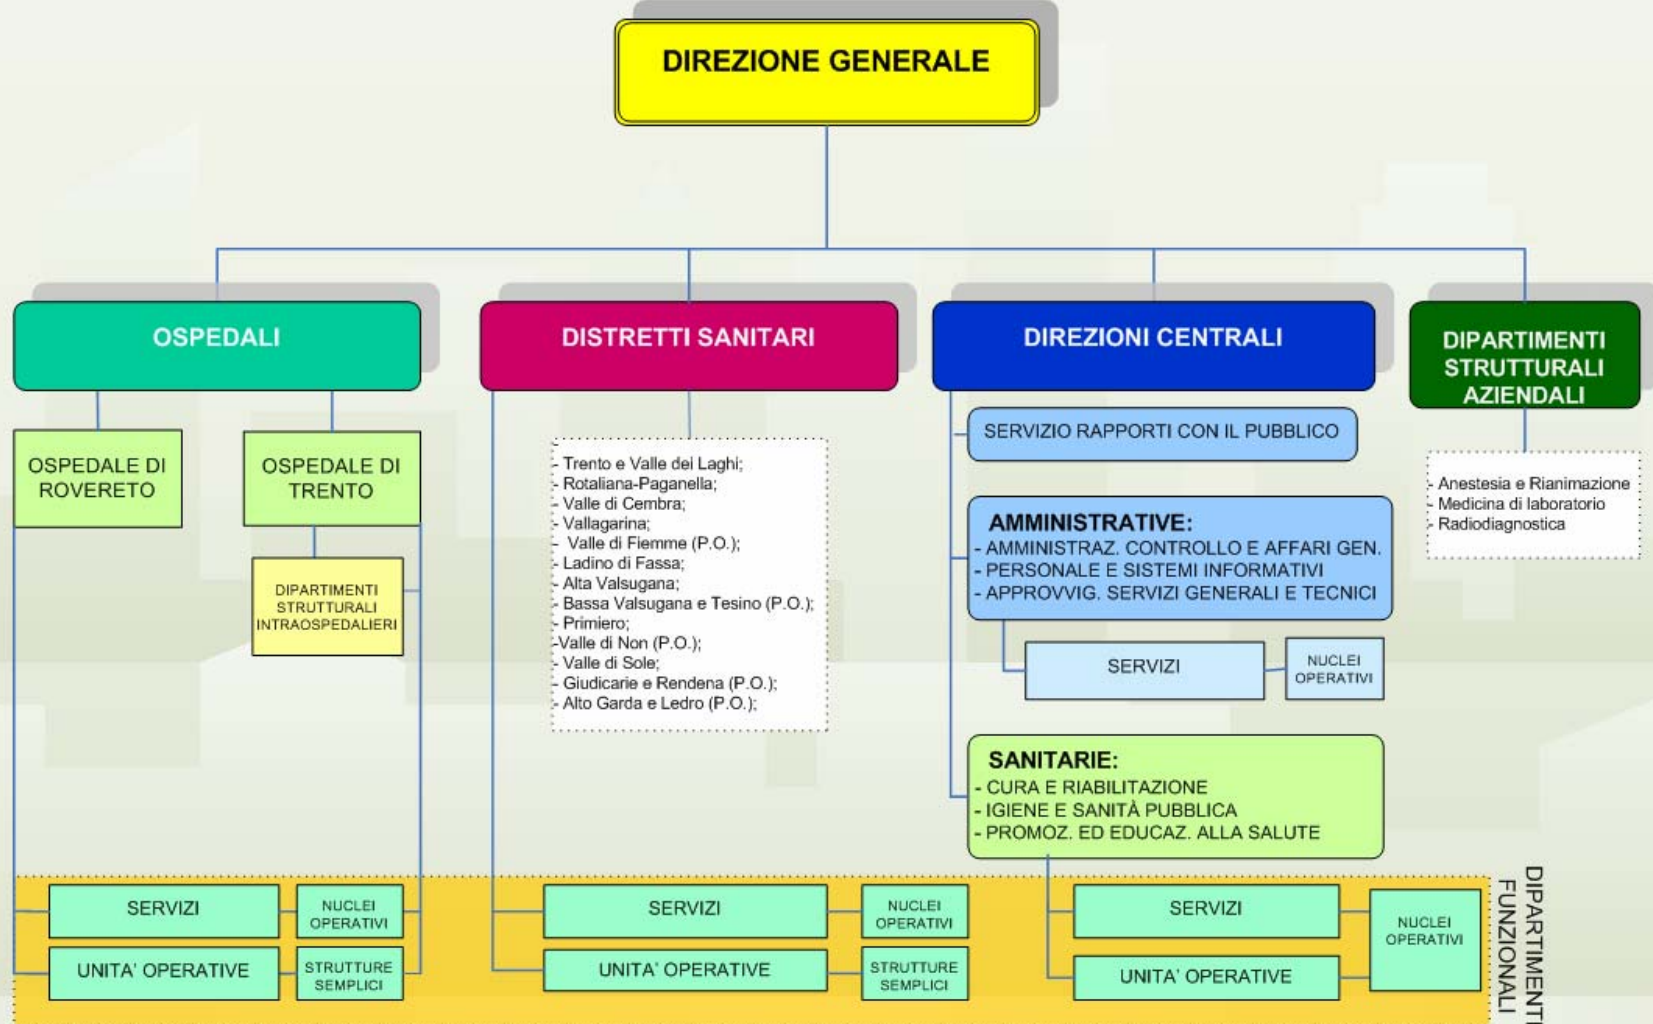 DIREZIONE GENERALE
OSPEDALI
OSPEDALE DI
ROVERETO
OSPEDALE DI
TRENTO
DIPARTIMENTI
STRUTTURALI
INTRAOSPEDALIERI
DISTRETTI SANITARI
- Trento e Valle dei Laghi;
- Rotaliana-Paganella;
- Valle di Cembra;
- Vallagarina;
- Valle di Fiemme (P.O.);
- Ladino di Fassa;
- Alta Valsugana;
- Bassa Valsugana e Tesino (P.O.);
- Primiero;
-Valle di Non (P.O.);
- Valle di Sole;
- Giudicarie e Rendena (P.O.);
- Alto Garda e Ledro (P.O.);
DIREZIONI CENTRALI
SERVIZIO RAPPORTI CON IL PUBBLICO
AMMINISTRATIVE:
- AMMINISTRAZ. CONTROLLO E AFFARI GEN.
- PERSONALE E SISTEMI INFORMATIVI
- APPROVVIG. SERVIZI GENERALI E TECNICI
SERVIZI
NUCLEI
OPERATIVI
SANITARIE:
- CURA E RIABILITAZIONE
- IGIENE E SANITÀ PUBBLICA
- PROMOZ. ED EDUCAZ. ALLA SALUTE
DIPARTIMENTI
STRUTTURALI
AZIENDALI
- Anestesia e Rianimazione
- Medicina di laboratorio
- Radiodiagnostica
SERVIZI
NUCLEI
OPERATIVI
UNITA' OPERATIVE
STRUTTURE
SEMPLICI
SERVIZI
NUCLEI
OPERATIVI
UNITA' OPERATIVE
STRUTTURE
SEMPLICI
SERVIZI
UNITA' OPERATIVE
NUCLEI
OPERATIVI
DIPARTIMENTI
FUNZIONALI